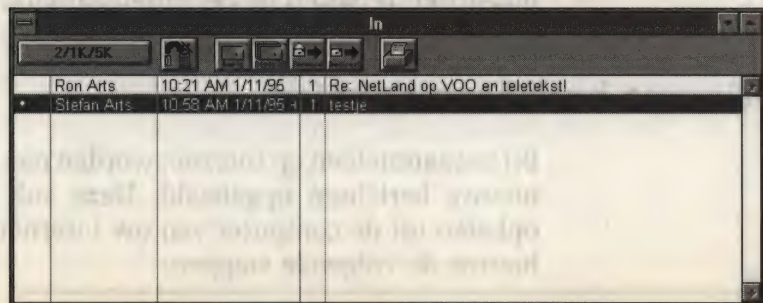 In
2/1K/5K
Ron Arts 10:21 AM 1/11/95 1 Re: NetLand op VOO en teletekst!
• Stefan Arts 10:58 AM 1/11/95 1 testje